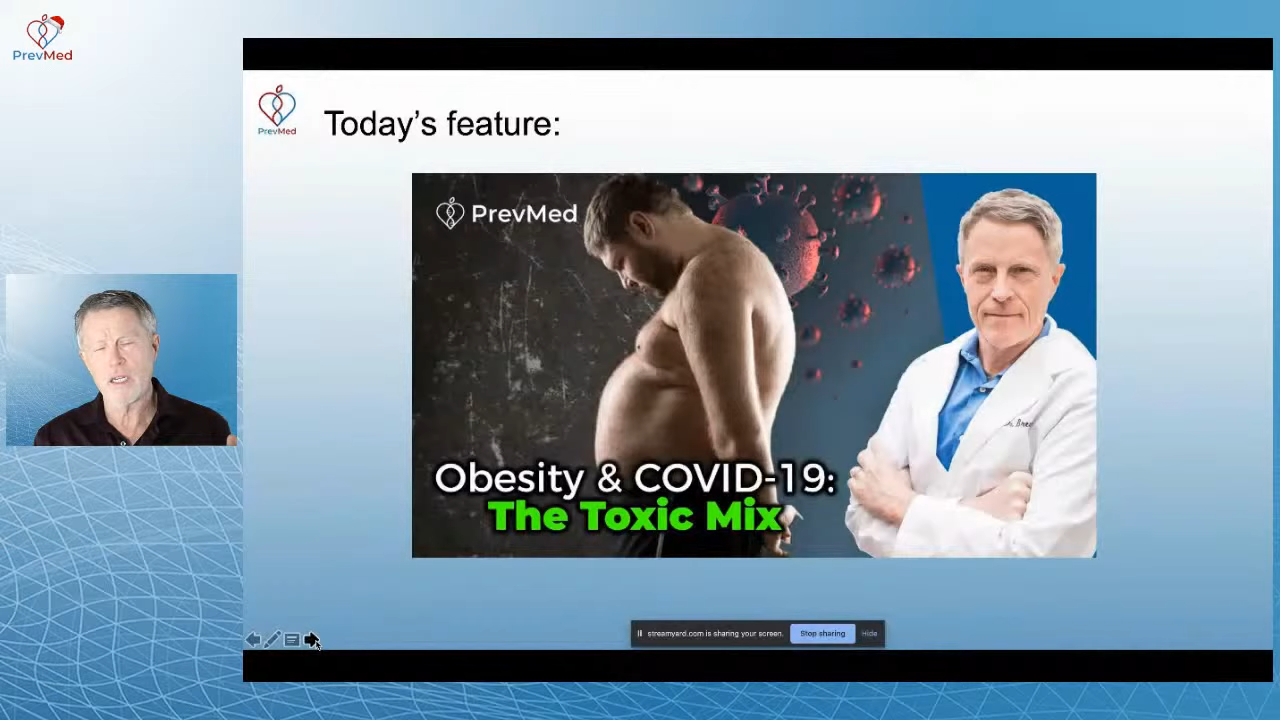 PrevMed
PrevMed
Today's feature:
PrevMed
Obesity & COVID-19:
The Toxic Mix
streamyard.com is sharing your screen.
Stop sharing
Hide